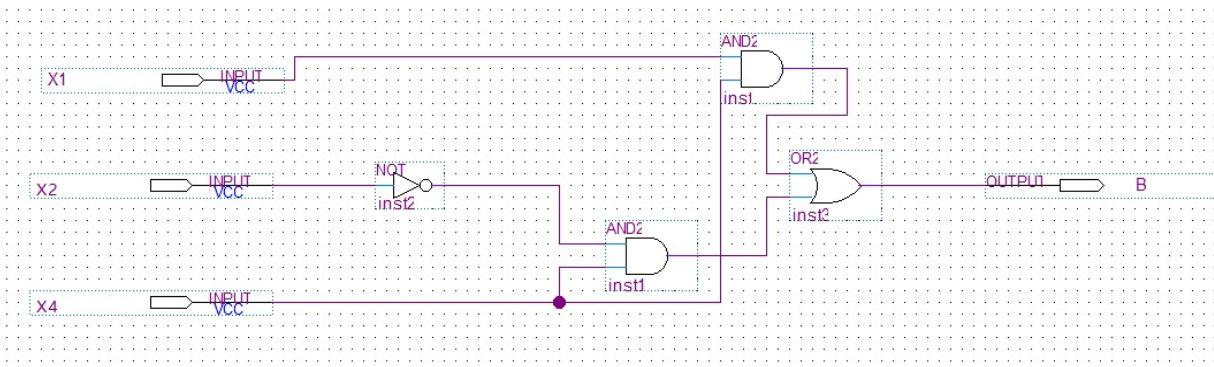 AND2
X1
INPUT
VCC
inst
OR2
NOT
X2
INPUT
VCC
OUTPUT
B
inst2
inst3
AND2
inst1
X4
INPUT
VCC